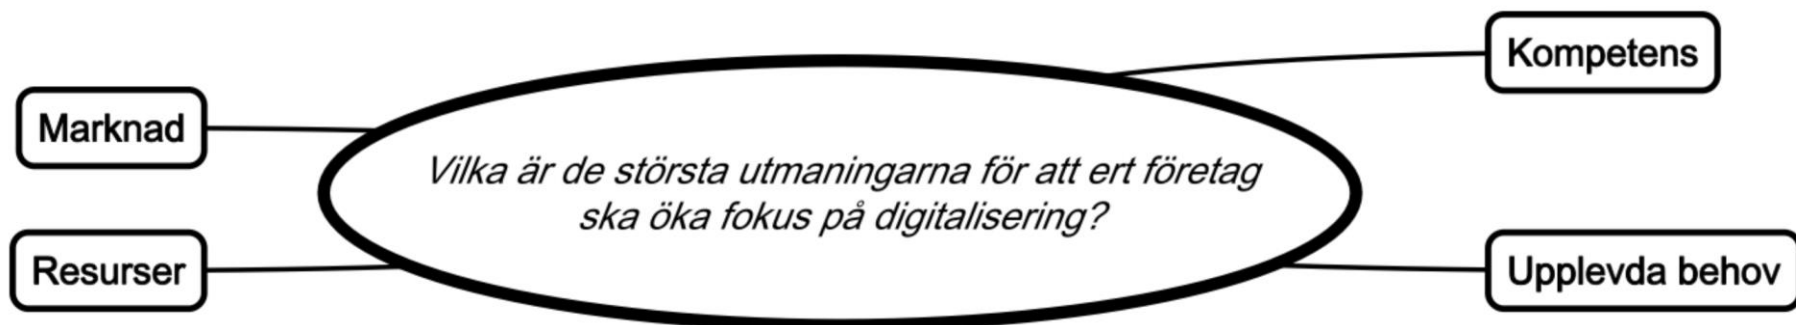 Kompetens
Marknad
Vilka är de största utmaningarna för att ert företag
ska öka fokus på digitalisering?
Resurser
Upplevda behov